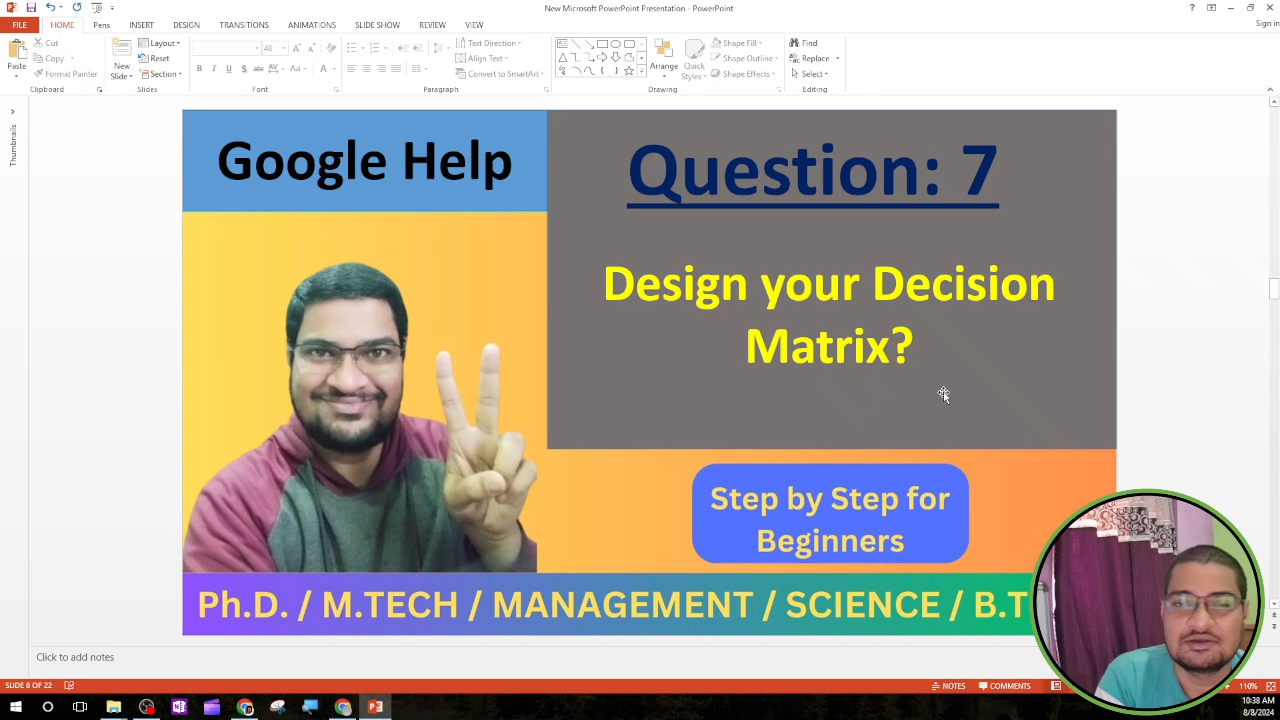 New Microsoft PowerPoint Presentation - PowerPoint
Sign in
FILE HOME Pens INSERT DESIGN TRANSITIONS ANIMATIONS SLIDE SHOW REVIEW VIEW
Paste
Cut
Copy
Format Painter
Clipboard
New Slide
Layout
Reset
Section
Slides
48
Font
Text Direction
Align Text
Convert to SmartArt
Paragraph
Arrange
Quick Styles
Shape Fill
Shape Outline
Shape Effects
Drawing
Find
Replace
Select
Editing
Thumbnails
Google Help
Question: 7
Design your Decision
Matrix?
Step by Step for
Beginners
Ph.D. / M.TECH / MANAGEMENT / SCIENCE / B.T
Click to add notes
SLIDE 8 OF 22
NOTES COMMENTS 110%
10:38 AM
8/8/2024